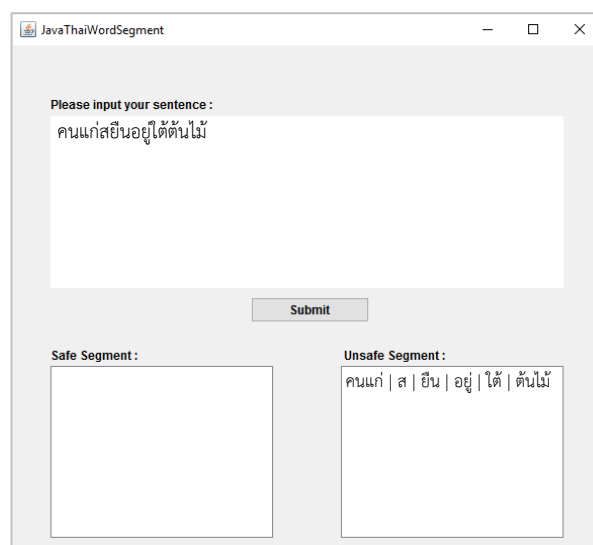 JavaThaiWordSegment
Please input your sentence :
คนแก่สยืนอยู่ใต้ต้นไม้
Submit
Safe Segment :
Unsafe Segment :
คนแก่ | ส | ยืน | อยู่ | ใต้ | ต้นไม้